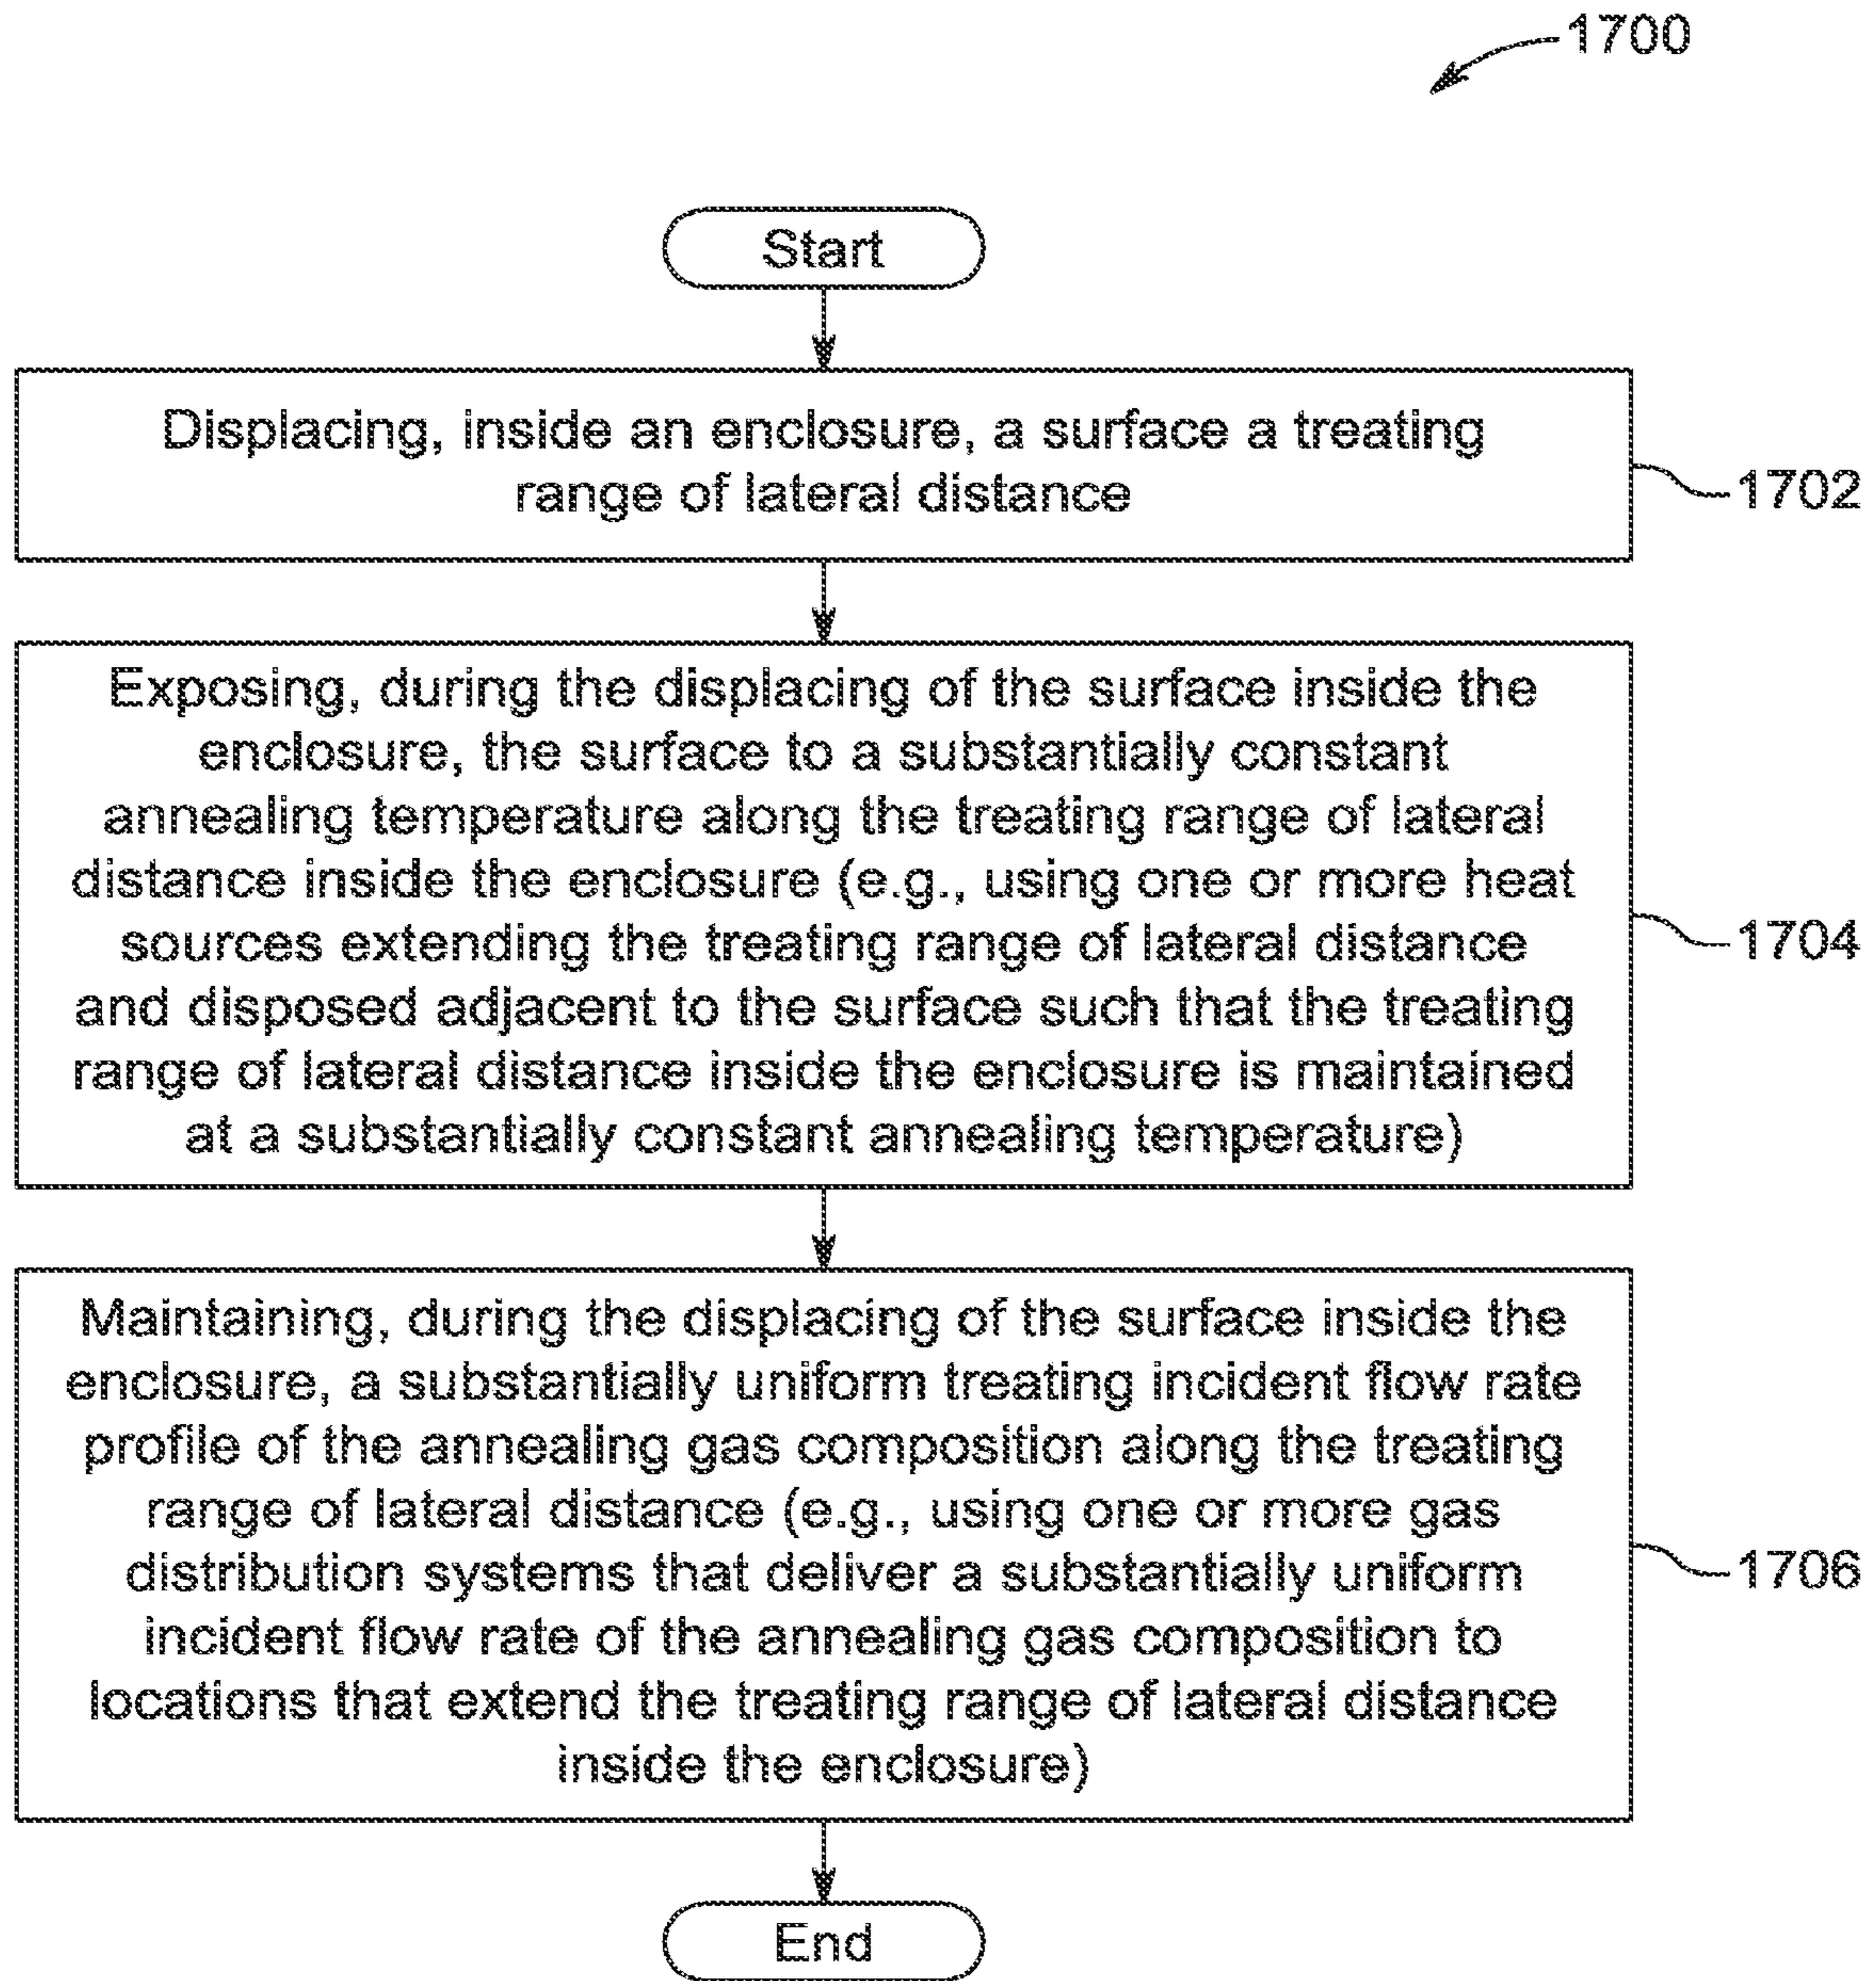 1700
Start
Displacing, inside an enclosure, a surface a treating
range of lateral distance
1702
Exposing, during the displacing of the surface inside the
enclosure, the surface to a substantially constant
annealing temperature along the treating range of lateral
distance inside the enclosure (e.g., using one or more heat
sources extending the treating range of lateral distance
and disposed adjacent to the surface such that the treating
range of lateral distance inside the enclosure is maintained
at a substantially constant annealing temperature)
1704
Maintaining, during the displacing of the surface inside the
enclosure, a substantially uniform treating incident flow rate
profile of the annealing gas composition along the treating
range of lateral distance (e.g., using one or more gas
distribution systems that deliver a substantially uniform
incident flow rate of the annealing gas composition to
locations that extend the treating range of lateral distance
inside the enclosure)
1706
End